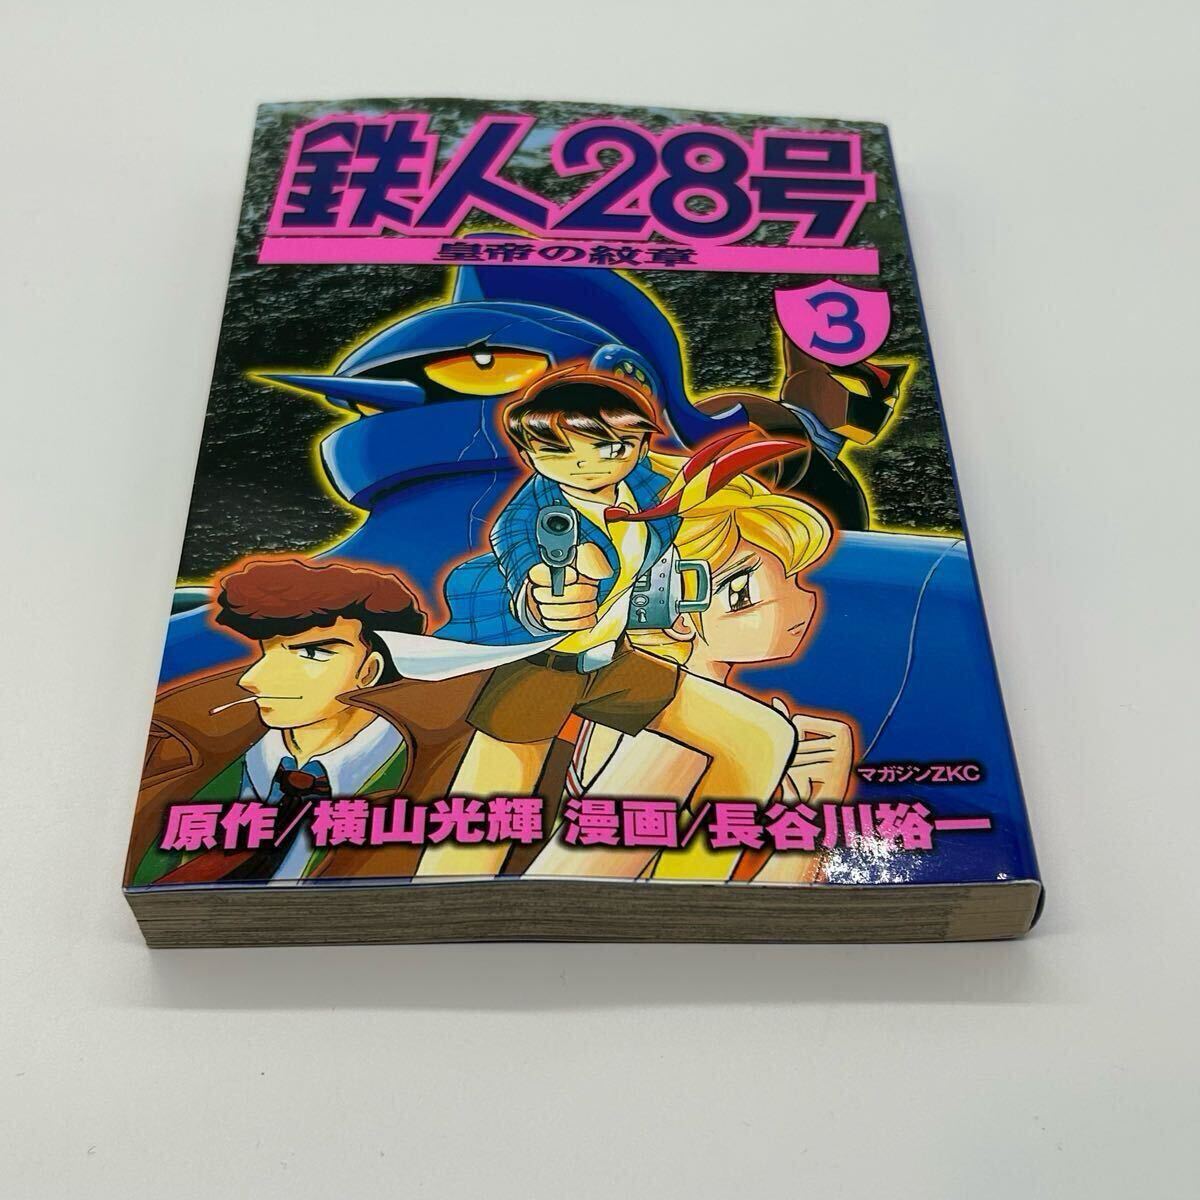 鉄人28号
皇帝の紋章
3
マガジンZKC
原作/横山光輝 漫画/長谷川裕一